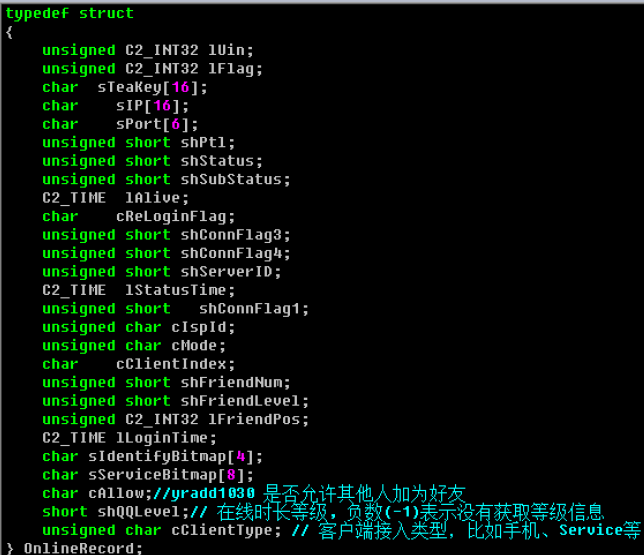 typedef struct
{
unsigned C2_INT32 lUin;
unsigned C2_INT32 lFlag;
char  sTeaKey[16];
char    sIP[16];
char    sPort[6];
unsigned short shPtl;
unsigned short shStatus;
unsigned short shSubStatus;
C2_TIME  lAlive;
char    cReLoginFlag;
unsigned short shConnFlag3;
unsigned short shConnFlag4;
unsigned short shServerID;
C2_TIME  lStatusTime;
unsigned short   shConnFlag1;
unsigned char cIspId;
unsigned char cMode;
char    cClientIndex;
unsigned short shFriendNum;
unsigned short shFriendLevel;
unsigned C2_INT32 lFriendPos;
C2_TIME lLoginTime;
char sIdentifyBitmap[4];
char sServiceBitmap[8];
char cAllow;//yradd1030 是否允许其他人加为好友
short shQQLevel;// 在线时长等级, 负数(-1)表示没有获取等级信息
unsigned char cClientType; // 客户端接入类型, 比如手机、Service等
} OnlineRecord;